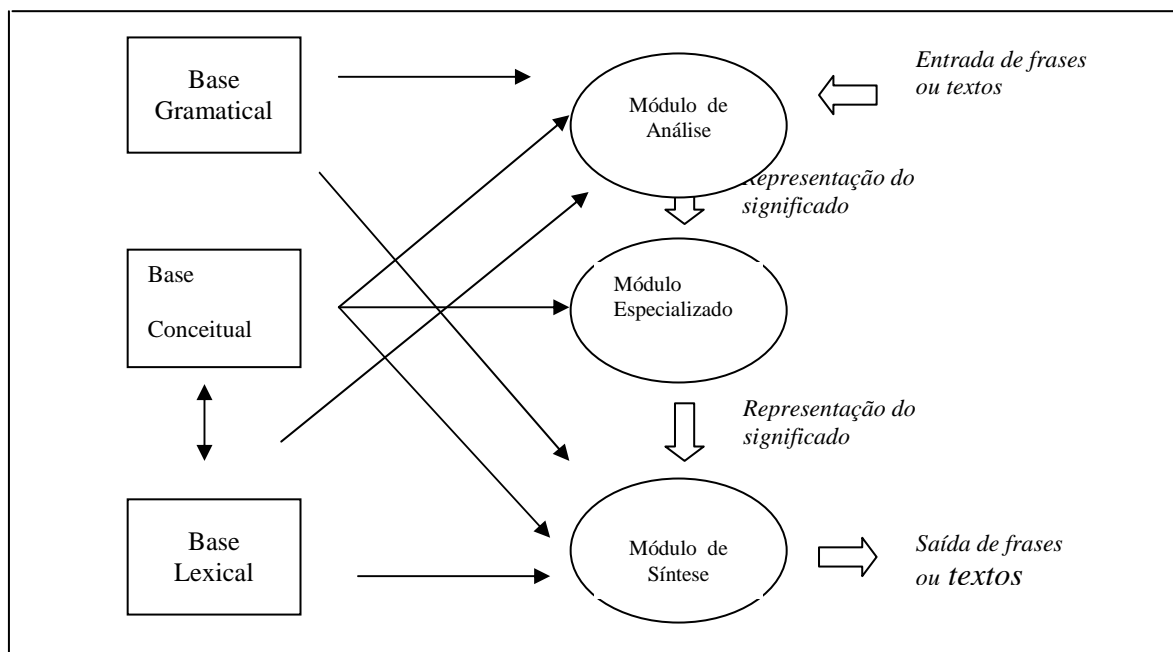 Base
Gramatical
Módulo de
Análise
Entrada de frases
ou textos
Representação do
significado
Base
Conceitual
Módulo
Especializado
Representação do
significado
Base
Lexical
Módulo de
Síntese
Saída de frases
ou textos